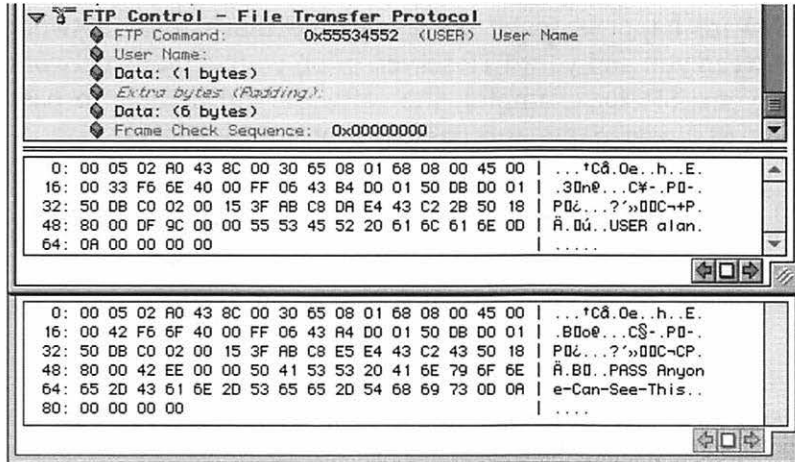 FTP Control – File Transfer Protocol
FTP Command: 0x55534552 (USER) User Name
User Name:
Data: (1 bytes)
Extra bytes (Padding):
Data: (6 bytes)
Frame Check Sequence: 0x00000000
0: 00 05 02 A0 43 8C 00 30 65 08 01 68 08 00 45 00 | ...†Cå.0e..h..E.
16: 00 33 F6 6E 40 00 FF 06 43 B4 D0 01 50 DB D0 01 | .3▯n@...C¥-.P▯-.
32: 50 DB C0 02 00 15 3F AB C8 DA E4 43 C2 2B 50 18 | P▯¿...?´»▯▯C¬+P.
48: 80 00 DF 9C 00 00 55 53 45 52 20 61 6C 61 6E 0D | Ä.▯ú..USER alan.
64: 0A 00 00 00 00 | .....
0: 00 05 02 A0 43 8C 00 30 65 08 01 68 08 00 45 00 | ...†Cå.0e..h..E.
16: 00 42 F6 6F 40 00 FF 06 43 A4 D0 01 50 DB D0 01 | .B▯o@...C§-.P▯-.
32: 50 DB C0 02 00 15 3F AB C8 E5 E4 43 C2 43 50 18 | P▯¿...?´»▯▯C¬CP.
48: 80 00 42 EE 00 00 50 41 53 53 20 41 6E 79 6F 6E | Ä.B▯..PASS Anyon
64: 65 2D 43 61 6E 2D 53 65 65 2D 54 68 69 73 0D 0A | e-Can-See-This..
80: 00 00 00 00 | ....